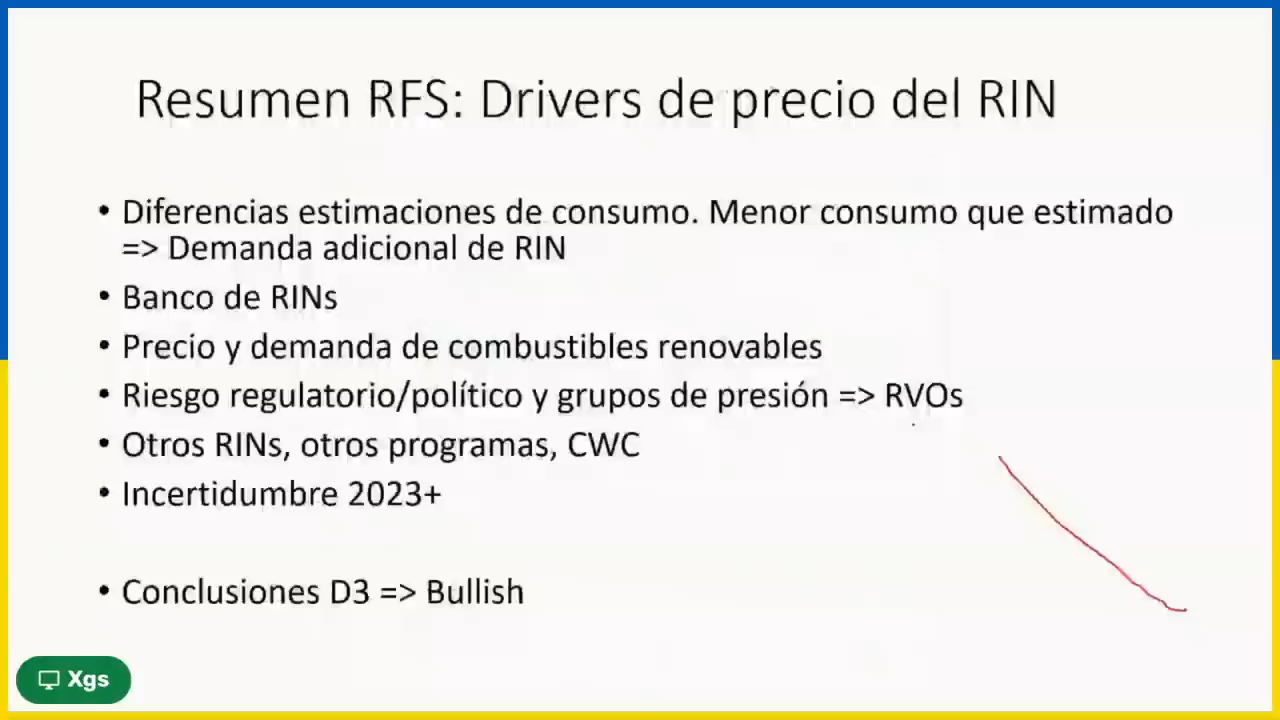 Resumen RFS: Drivers de precio del RIN
• Diferencias estimaciones de consumo. Menor consumo que estimado
=> Demanda adicional de RIN
• Banco de RINs
• Precio y demanda de combustibles renovables
• Riesgo regulatorio/político y grupos de presión => RVOs
• Otros RINs, otros programas, CWC
• Incertidumbre 2023+
• Conclusiones D3 => Bullish
Xgs